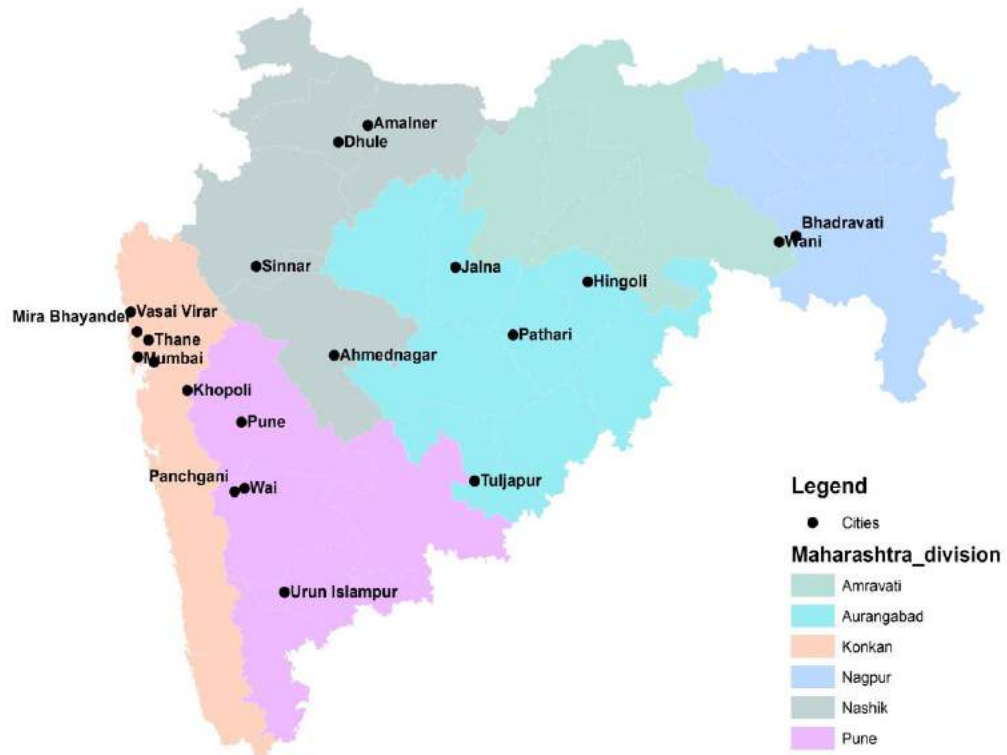 Amalner
Dhule
Bhadravati
Wani
Sinnar
Jalna
Hingoli
Vasai Virar
Mira Bhayander
Thane
Pathari
Mumbai
Ahmednagar
Khopoli
Pune
Panchgani
Wai
Tuljapur
Urun Islampur
Legend
Cities
Maharashtra_division
Amravati
Aurangabad
Konkan
Nagpur
Nashik
Pune